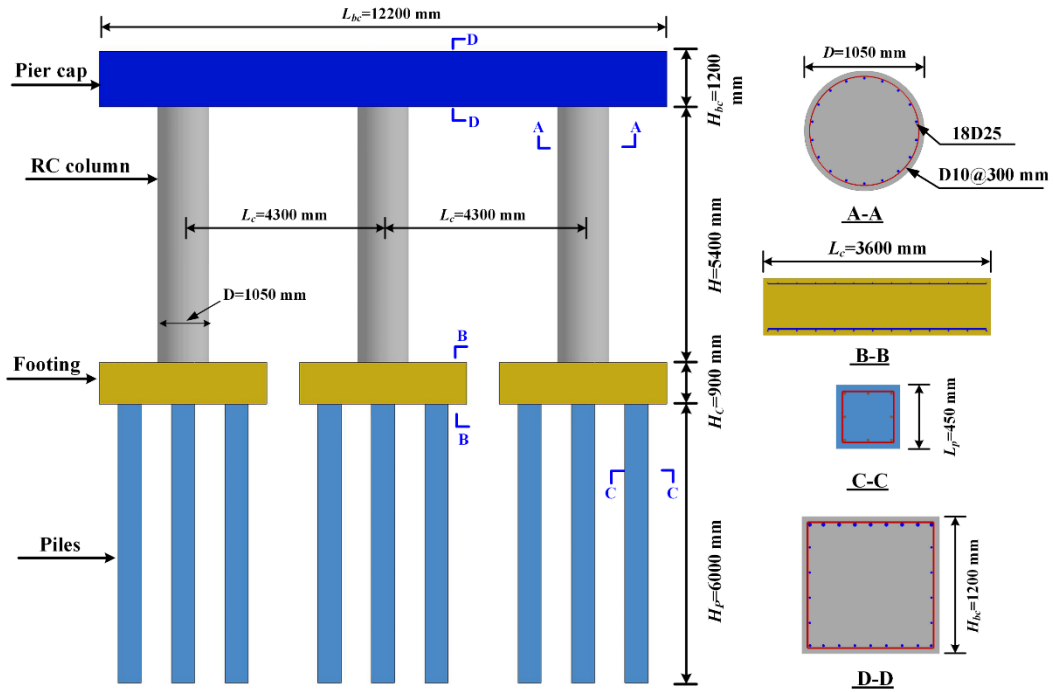 L_bc=12200 mm
D
D
Pier cap
H_bc=1200 mm
A
A
RC column
L_c=4300 mm
L_c=4300 mm
H=5400 mm
D=1050 mm
B
B
Footing
H_C=900 mm
C
C
Piles
H_P=6000 mm
D=1050 mm
18D25
D10@300 mm
A-A
L_c=3600 mm
B-B
L_p=450 mm
C-C
H_bc=1200 mm
D-D